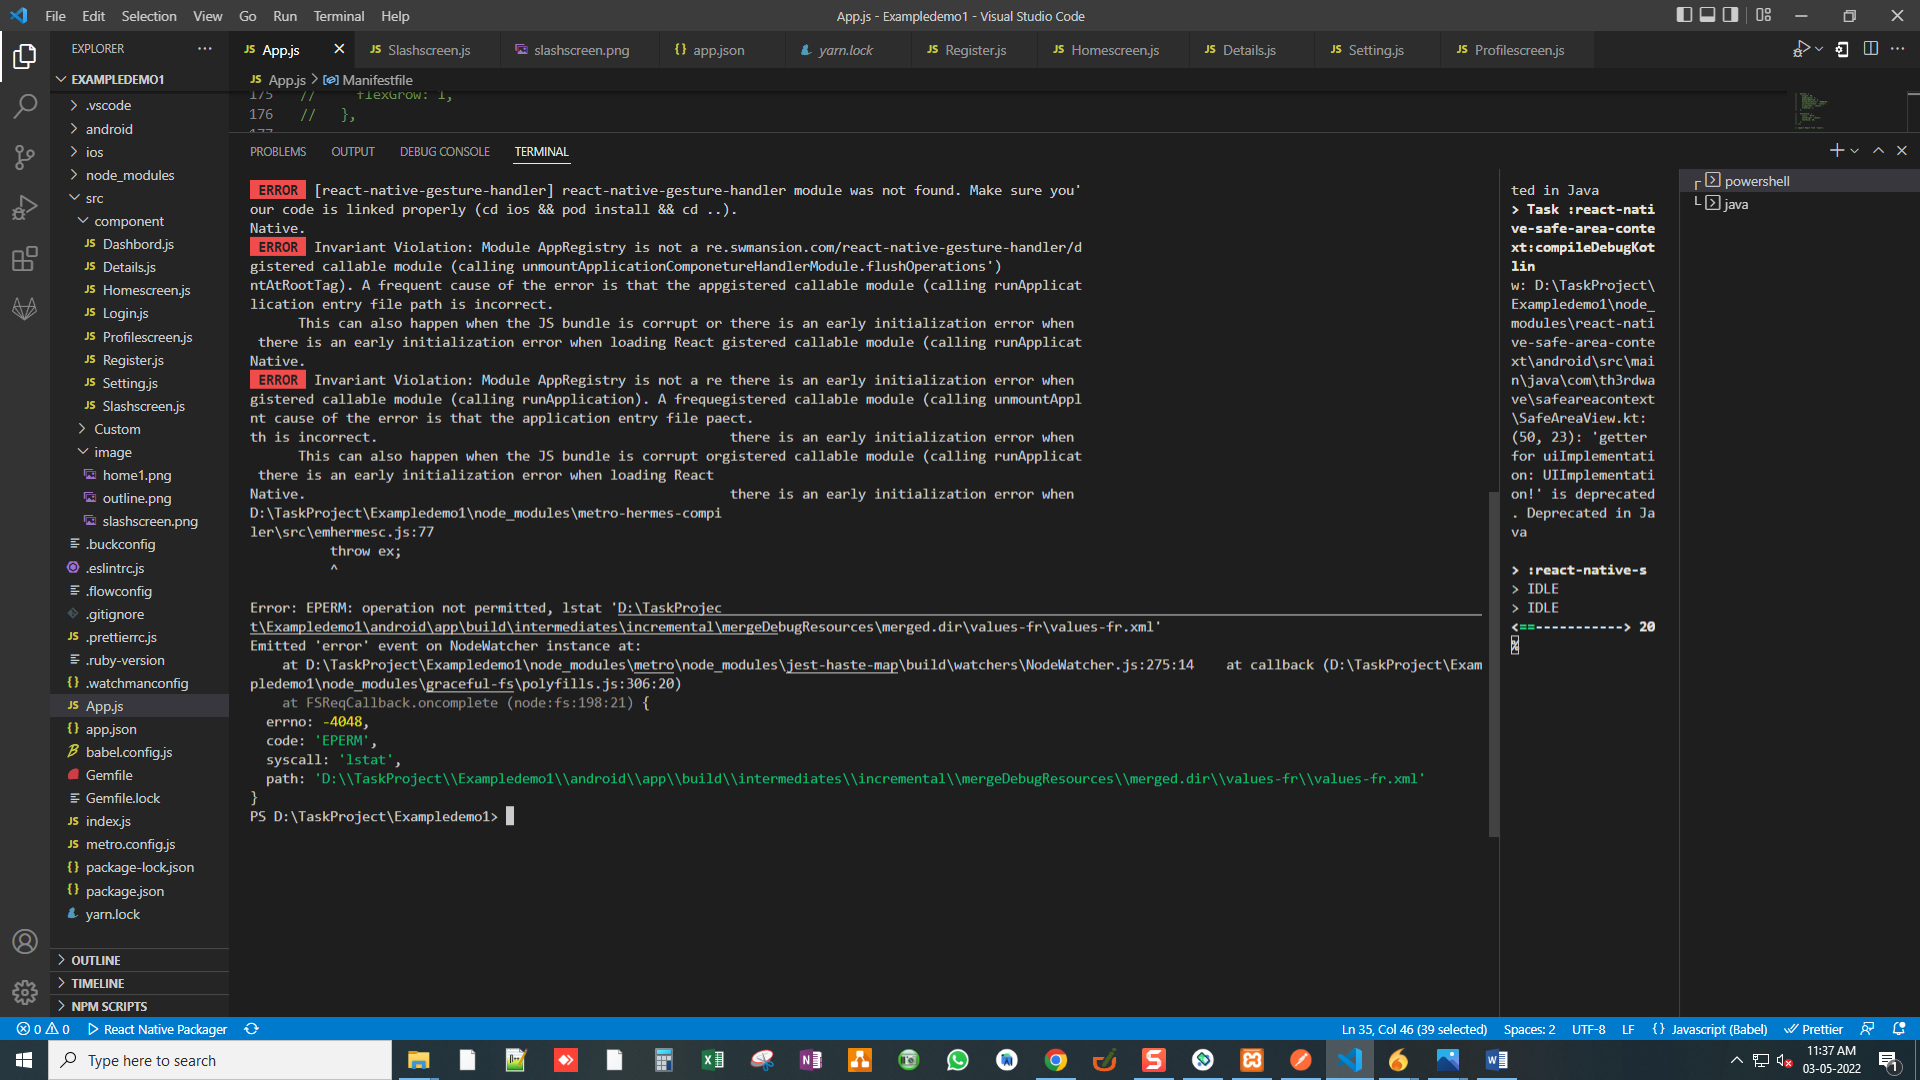 File Edit Selection View Go Run Terminal Help
App.js - Exampledemo1 - Visual Studio Code
EXPLORER
App.js Slashscreen.js slashscreen.png app.json yarn.lock Register.js Homescreen.js Details.js Setting.js Profilescreen.js
EXAMPLEDEMO1
App.js > Manifestfile
.vscode
android
ios
node_modules
src
component
Dashbord.js
Details.js
Homescreen.js
Login.js
Profilescreen.js
Register.js
Setting.js
Slashscreen.js
Custom
image
home1.png
outline.png
slashscreen.png
.buckconfig
.eslintrc.js
.flowconfig
.gitignore
.prettierrc.js
.ruby-version
.watchmanconfig
App.js
app.json
babel.config.js
Gemfile
Gemfile.lock
index.js
metro.config.js
package-lock.json
package.json
yarn.lock
OUTLINE
TIMELINE
NPM SCRIPTS
175 // flexGrow: 1,
176 // },
177
PROBLEMS OUTPUT DEBUG CONSOLE TERMINAL
ERROR [react-native-gesture-handler] react-native-gesture-handler module was not found. Make sure you'
our code is linked properly (cd ios && pod install && cd ..).
Native.
ERROR Invariant Violation: Module AppRegistry is not a re.swmansion.com/react-native-gesture-handler/d
gistered callable module (calling unmountApplicationComponetureHandlerModule.flushOperations')
ntAtRootTag). A frequent cause of the error is that the appgistered callable module (calling runApplicat
lication entry file path is incorrect.
This can also happen when the JS bundle is corrupt or there is an early initialization error when
there is an early initialization error when loading React gistered callable module (calling runApplicat
Native.
ERROR Invariant Violation: Module AppRegistry is not a re there is an early initialization error when
gistered callable module (calling runApplication). A frequegistered callable module (calling unmountAppl
nt cause of the error is that the application entry file paect.
th is incorrect. there is an early initialization error when
This can also happen when the JS bundle is corrupt orgistered callable module (calling runApplicat
there is an early initialization error when loading React
Native. there is an early initialization error when
D:\TaskProject\Exampledemo1\node_modules\metro-hermes-compi
ler\src\emhermesc.js:77
throw ex;
^
Error: EPERM: operation not permitted, lstat 'D:\TaskProjec
t\Exampledemo1\android\app\build\intermediates\incremental\mergeDebugResources\merged.dir\values-fr\values-fr.xml'
Emitted 'error' event on NodeWatcher instance at:
at D:\TaskProject\Exampledemo1\node_modules\metro\node_modules\jest-haste-map\build\watchers\NodeWatcher.js:275:14 at callback (D:\TaskProject\Exam
pledemo1\node_modules\graceful-fs\polyfills.js:306:20)
at FSReqCallback.oncomplete (node:fs:198:21) {
errno: -4048,
code: 'EPERM',
syscall: 'lstat',
path: 'D:\\TaskProject\\Exampledemo1\\android\\app\\build\\intermediates\\incremental\\mergeDebugResources\\merged.dir\\values-fr\\values-fr.xml'
}
PS D:\TaskProject\Exampledemo1>
ted in Java
> Task :react-nati
ve-safe-area-conte
xt:compileDebugKot
lin
w: D:\TaskProject\
Exampledemo1\node_
modules\react-nati
ve-safe-area-conte
xt\android\src\mai
n\java\com\th3rdwa
ve\safeareacontext
\SafeAreaView.kt:
(50, 23): 'getter
for uiImplementati
on: UIImplementati
on!' is deprecated
. Deprecated in Ja
va
> :react-native-s
> IDLE
> IDLE
<==-----------> 20
%
powershell
java
0 0 React Native Packager
Ln 35, Col 46 (39 selected) Spaces: 2 UTF-8 LF {} Javascript (Babel) Prettier
Type here to search
11:37 AM
03-05-2022
1